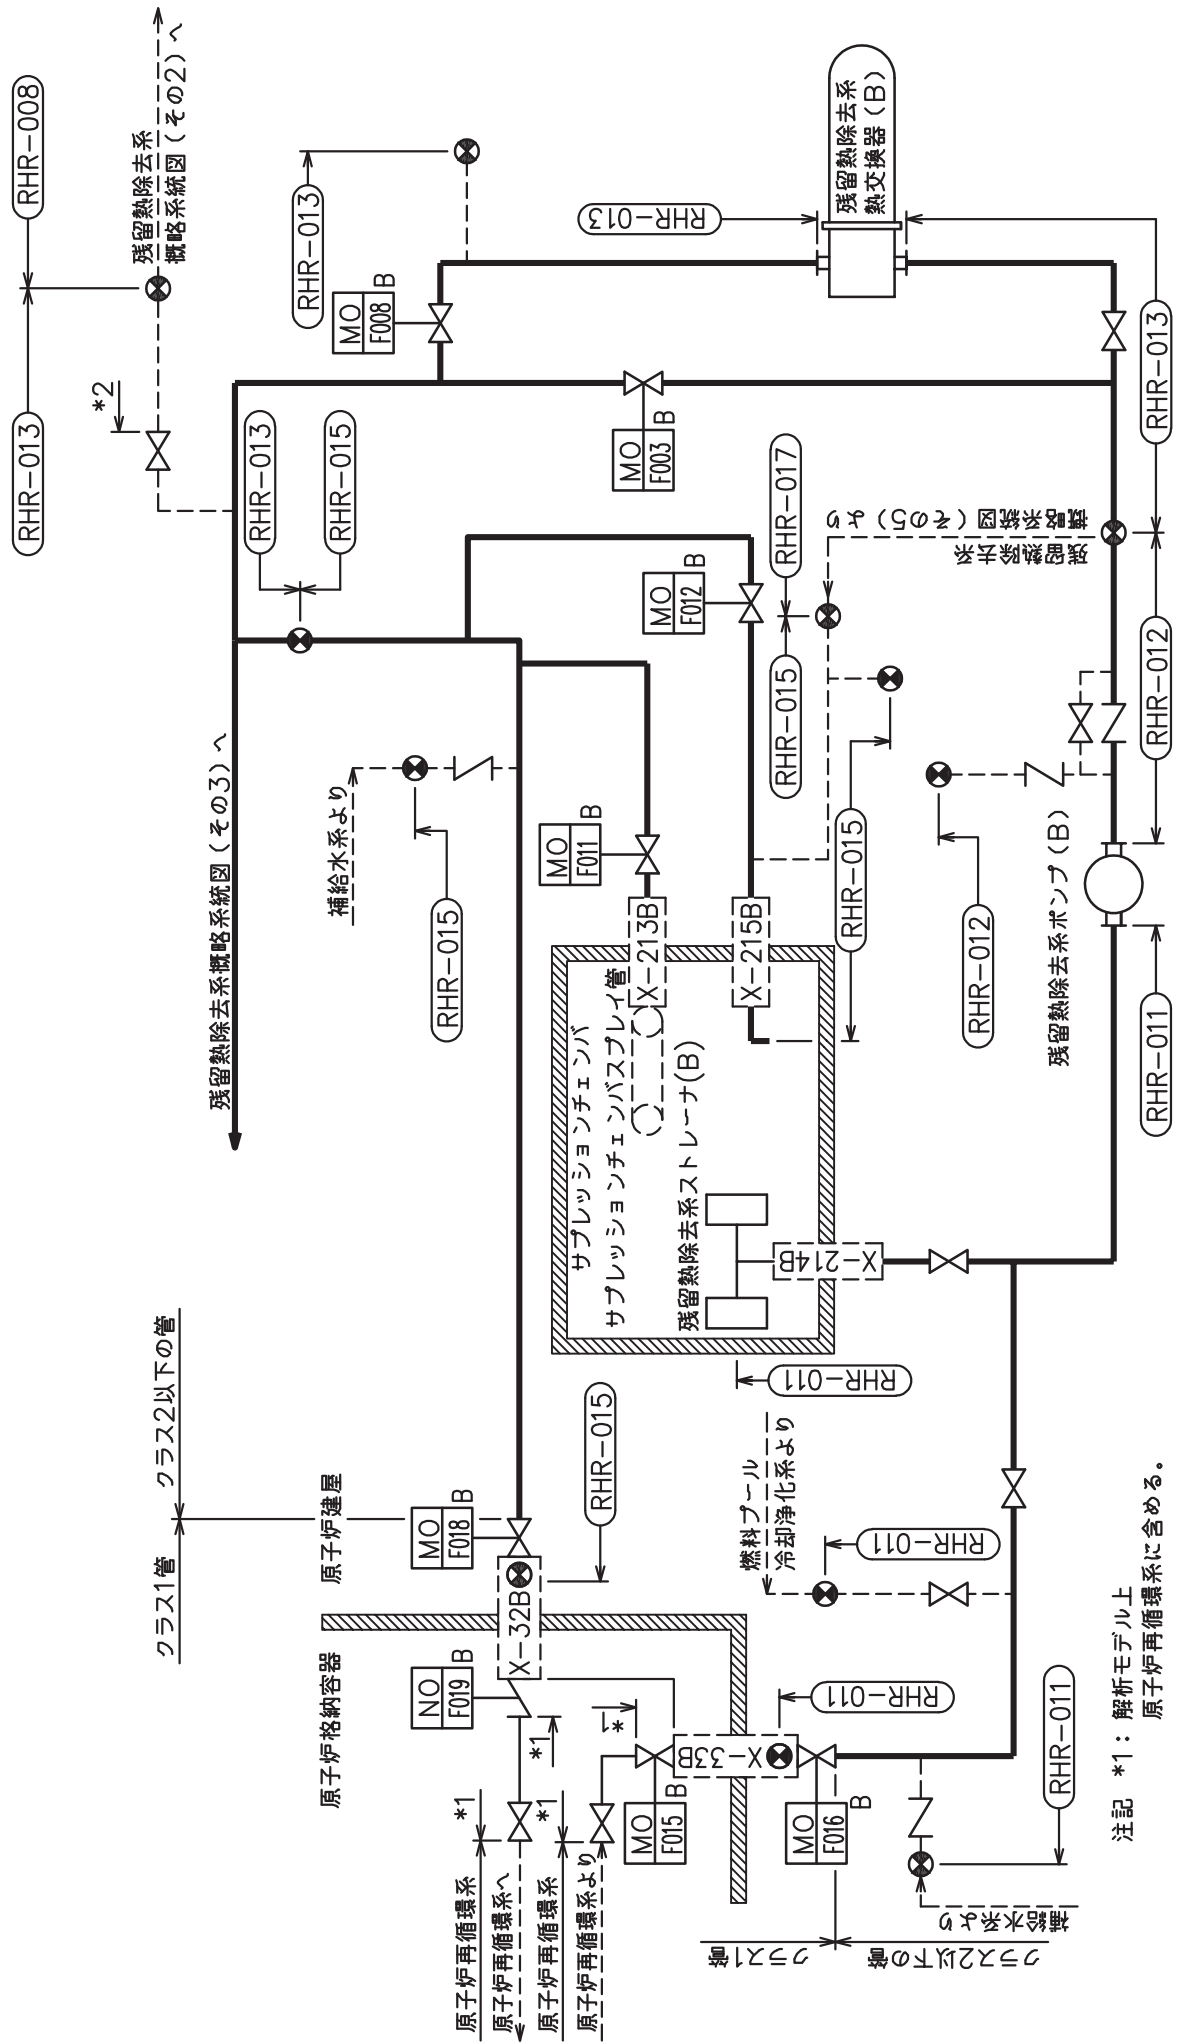 RHR-008
RHR-013
残留熱除去系
概略系統図（その2）へ
*2
RHR-013
RHR-015
RHR-013
MO
F008
B
RHR-013
残留熱除去系
熱交換器（B）
RHR-013
MO
F003
B
RHR-017
RHR-015
残留熱除去系
概略系統図（その5）より
MO
F012
B
RHR-012
残留熱除去系概略系統図（その3）へ
補給水系より
RHR-015
MO
F011
B
X-213B
X-215B
RHR-015
RHR-012
残留熱除去系ポンプ（B）
RHR-011
サプレッションチェンバ
サプレッションチェンバスプレイ管
残留熱除去系ストレーナ(B)
X-214B
RHR-011
クラス1管
クラス2以下の管
原子炉建屋
原子炉格納容器
MO
F018
B
RHR-015
X-32B
NO
F019
B
*1
燃料プール
冷却浄化系より
RHR-011
*1
X-33B
RHR-011
MO
F015
B
MO
F016
B
原子炉再循環系
*1
原子炉再循環系へ
原子炉再循環系
*1
原子炉再循環系より
RHR-011
補給水系より
クラス1管
クラス2以下の管
注記　*1：解析モデル上
原子炉再循環系に含める。